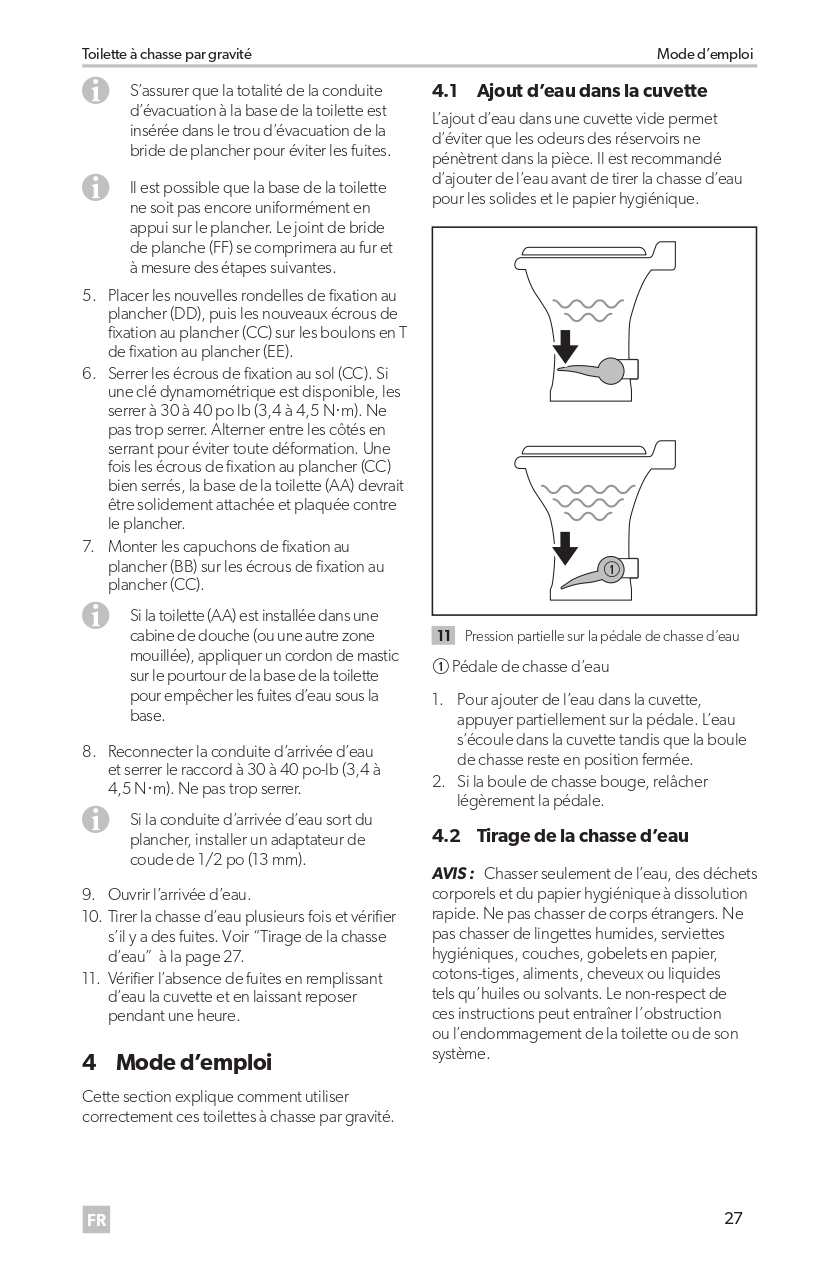 Toilette à chasse par gravité
Mode d’emploi
S’assurer que la totalité de la conduite
d’évacuation à la base de la toilette est
insérée dans le trou d’évacuation de la
bride de plancher pour éviter les fuites.
Il est possible que la base de la toilette
ne soit pas encore uniformément en
appui sur le plancher. Le joint de bride
de planche (FF) se comprimera au fur et
à mesure des étapes suivantes.
5. Placer les nouvelles rondelles de fixation au
plancher (DD), puis les nouveaux écrous de
fixation au plancher (CC) sur les boulons en T
de fixation au plancher (EE).
6. Serrer les écrous de fixation au sol (CC). Si
une clé dynamométrique est disponible, les
serrer à 30 à 40 po lb (3,4 à 4,5 N·m). Ne
pas trop serrer. Alterner entre les côtés en
serrant pour éviter toute déformation. Une
fois les écrous de fixation au plancher (CC)
bien serrés, la base de la toilette (AA) devrait
être solidement attachée et plaquée contre
le plancher.
7. Monter les capuchons de fixation au
plancher (BB) sur les écrous de fixation au
plancher (CC).
Si la toilette (AA) est installée dans une
cabine de douche (ou une autre zone
mouillée), appliquer un cordon de mastic
sur le pourtour de la base de la toilette
pour empêcher les fuites d’eau sous la
base.
8. Reconnecter la conduite d’arrivée d’eau
et serrer le raccord à 30 à 40 po-lb (3,4 à
4,5 N·m). Ne pas trop serrer.
Si la conduite d’arrivée d’eau sort du
plancher, installer un adaptateur de
coude de 1/2 po (13 mm).
9. Ouvrir l’arrivée d’eau.
10. Tirer la chasse d’eau plusieurs fois et vérifier
s’il y a des fuites. Voir “Tirage de la chasse
d’eau” à la page 27.
11. Vérifier l’absence de fuites en remplissant
d’eau la cuvette et en laissant reposer
pendant une heure.
4 Mode d’emploi
Cette section explique comment utiliser
correctement ces toilettes à chasse par gravité.
4.1 Ajout d’eau dans la cuvette
L’ajout d’eau dans une cuvette vide permet
d’éviter que les odeurs des réservoirs ne
pénètrent dans la pièce. Il est recommandé
d’ajouter de l’eau avant de tirer la chasse d’eau
pour les solides et le papier hygiénique.
1
11 Pression partielle sur la pédale de chasse d’eau
① Pédale de chasse d’eau
1. Pour ajouter de l’eau dans la cuvette,
appuyer partiellement sur la pédale. L’eau
s’écoule dans la cuvette tandis que la boule
de chasse reste en position fermée.
2. Si la boule de chasse bouge, relâcher
légèrement la pédale.
4.2 Tirage de la chasse d’eau
AVIS : Chasser seulement de l’eau, des déchets
corporels et du papier hygiénique à dissolution
rapide. Ne pas chasser de corps étrangers. Ne
pas chasser de lingettes humides, serviettes
hygiéniques, couches, gobelets en papier,
cotons-tiges, aliments, cheveux ou liquides
tels qu’huiles ou solvants. Le non-respect de
ces instructions peut entraîner l’obstruction
ou l’endommagement de la toilette ou de son
système.
FR
27